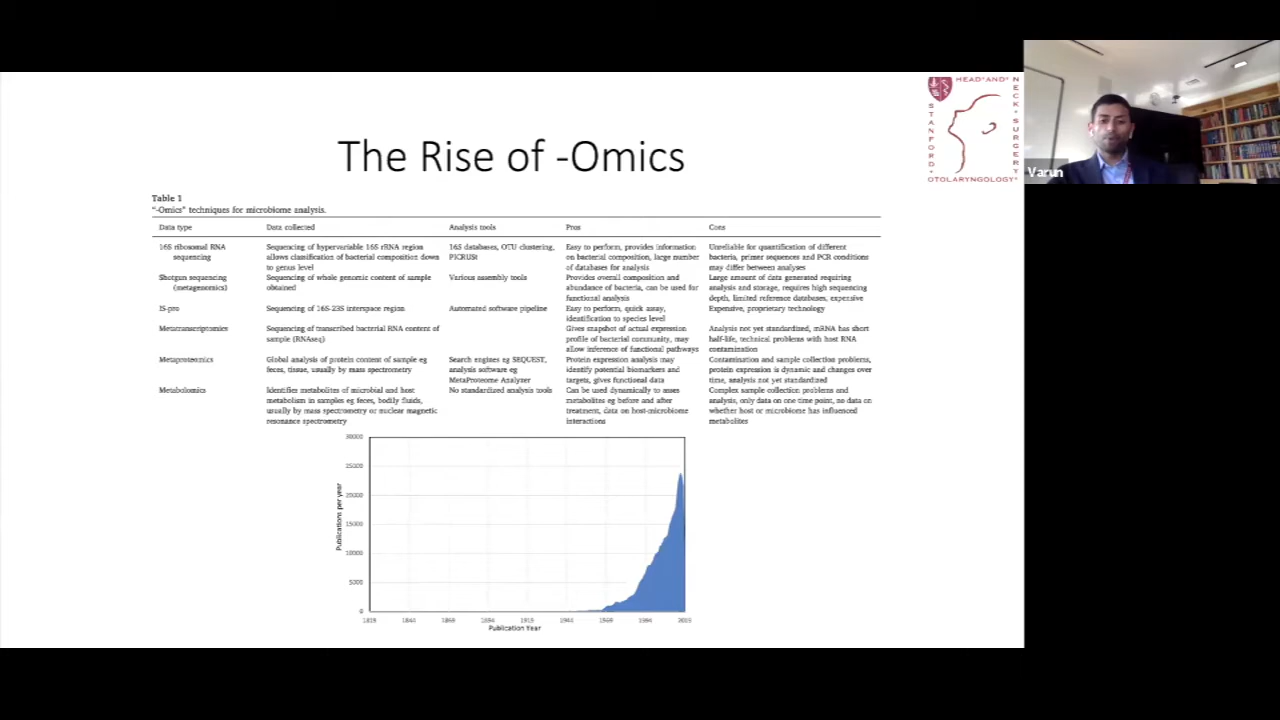 The Rise of -Omics
HEAD AND NECK SURGERY
STANFORD
OTOLARYNGOLOGY
Varun
Table 1
"-Omics" techniques for microbiome analysis.
Data type Data collected Analysis tools Pros Cons
16S ribosomal RNA Sequencing of hypervariable 16S rRNA region 16S databases, OTU clustering, Easy to perform, provides information Unreliable for quantification of different
sequencing allows classification of bacterial composition down PICRUSt on bacterial composition, large number bacteria, primer sequences and PCR conditions
to genus level of databases for analysis may differ between analyses
Shotgun sequencing Sequencing of whole genomic content of sample Various assembly tools Provides overall composition and Large amount of data generated requiring
(metagenomics) obtained abundance of bacteria, can be used for analysis and storage, requires high sequencing
functional analysis depth, limited reference databases, expensive
IS-pro Sequencing of 16S-23S interspace region Automated software pipeline Easy to perform, quick assay, Expensive, proprietary technology
identification to species level
Metatranscriptomics Sequencing of transcribed bacterial RNA content of Gives snapshot of actual expression Analysis not yet standardized, mRNA has short
sample (RNAseq) profile of bacterial community, may half-life, technical problems with host RNA
allow inference of functional pathways contamination
Metaproteomics Global analysis of protein content of sample eg Search engines eg SEQUEST, Protein expression analysis may Contamination and sample collection problems,
feces, tissue, usually by mass spectrometry analysis software eg identify potential biomarkers and protein expression is dynamic and changes over
MetaProteome Analyzer targets, gives functional data time, analysis not yet standardized
Metabolomics Identifies metabolites of microbial and host No standardized analysis tools Can be used dynamically to asses Complex sample collection problems and
metabolism in samples eg feces, bodily fluids, metabolites eg before and after analysis, only data on one time point, no data on
usually by mass spectrometry or nuclear magnetic treatment, data on host-microbiome whether host or microbiome has influenced
resonance spectrometry interactions metabolites
30000
25000
20000
15000
10000
5000
0
Publications per year
1819 1844 1869 1894 1919 1944 1969 1994 2019
Publication Year